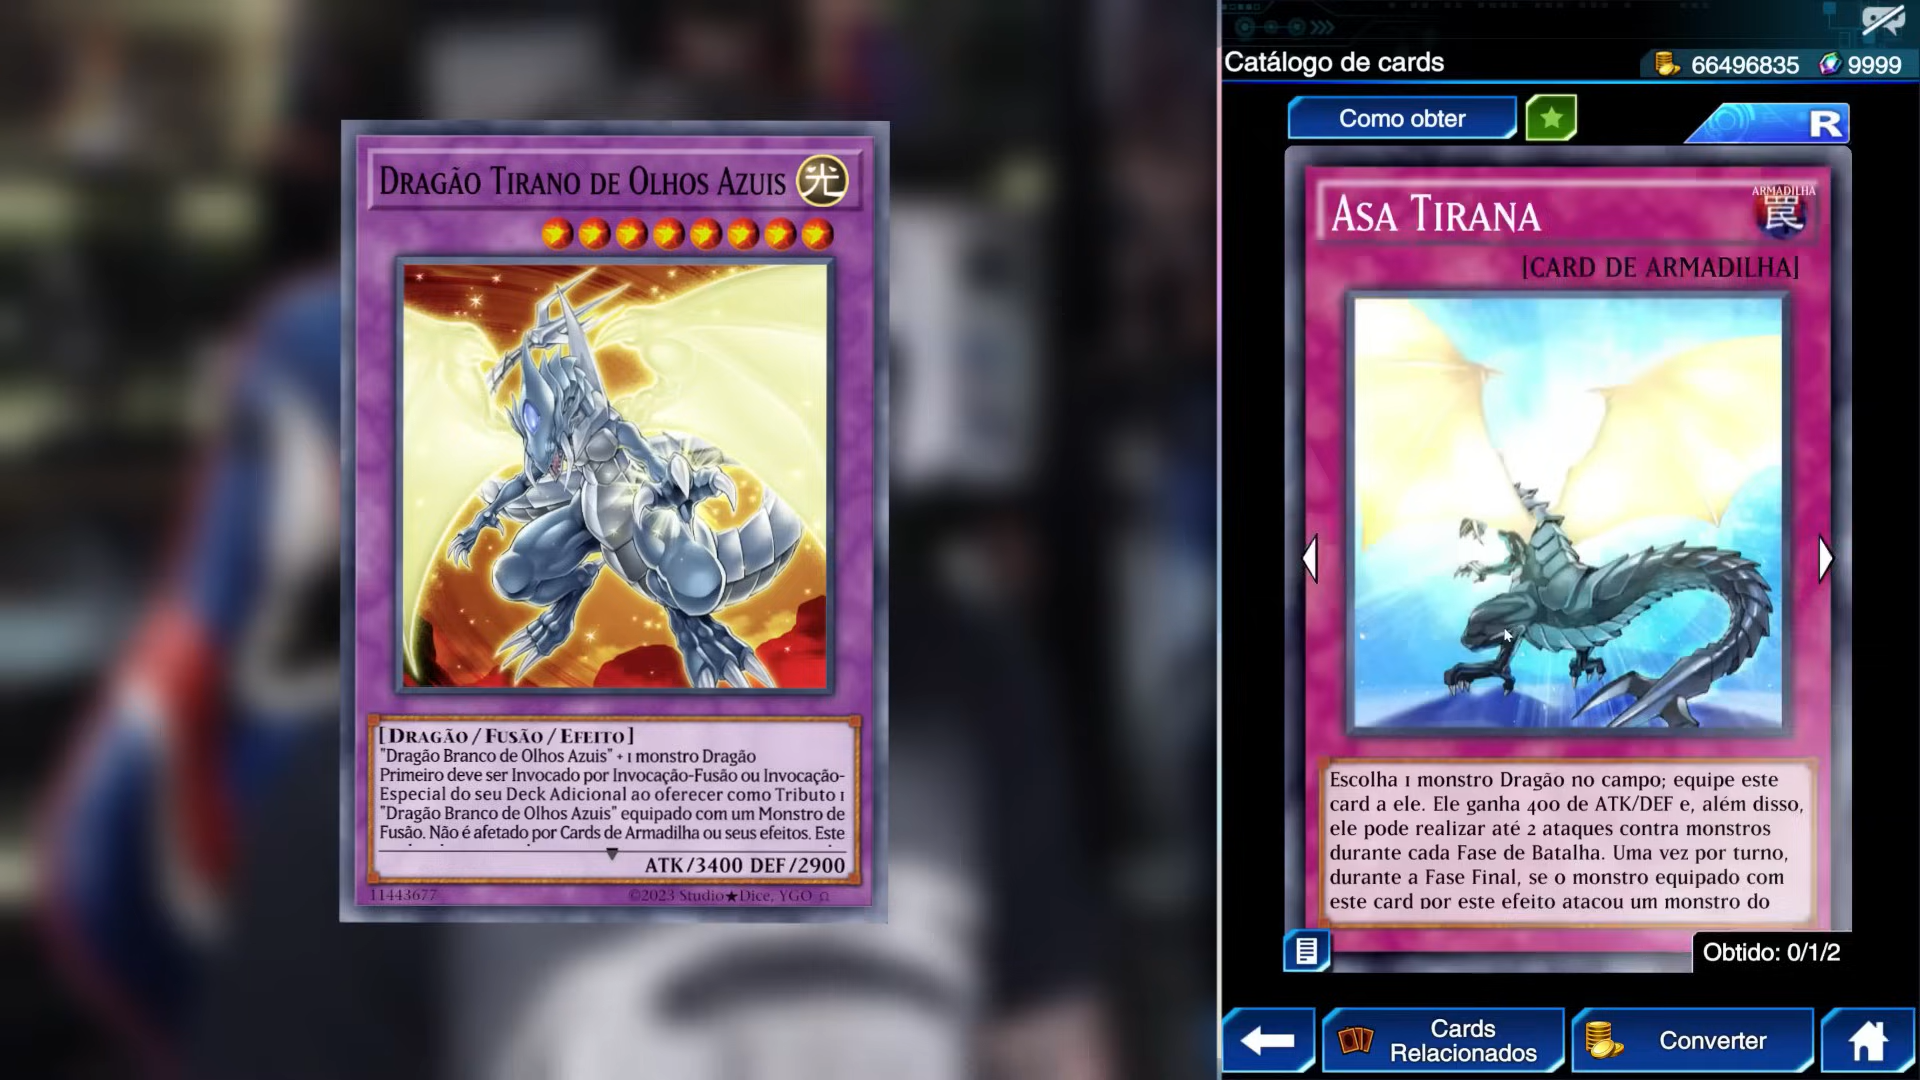 DRAGÃO TIRANO DE OLHOS AZUIS
光
[DRAGÃO / FUSÃO / EFEITO]
"Dragão Branco de Olhos Azuis" + 1 monstro Dragão
Primeiro deve ser Invocado por Invocação-Fusão ou Invocação-
Especial do seu Deck Adicional ao oferecer como Tributo 1
"Dragão Branco de Olhos Azuis" equipado com um Monstro de
Fusão. Não é afetado por Cards de Armadilha ou seus efeitos. Este
ATK/3400 DEF/2900
11443677
©2023 Studio★Dice, YGO Ω
Catálogo de cards
66496835
9999
Como obter
R
ASA TIRANA
ARMADILHA
罠
[CARD DE ARMADILHA]
Escolha 1 monstro Dragão no campo; equipe este
card a ele. Ele ganha 400 de ATK/DEF e, além disso,
ele pode realizar até 2 ataques contra monstros
durante cada Fase de Batalha. Uma vez por turno,
durante a Fase Final, se o monstro equipado com
este card por este efeito atacou um monstro do
Obtido: 0/1/2
Cards
Relacionados
Converter